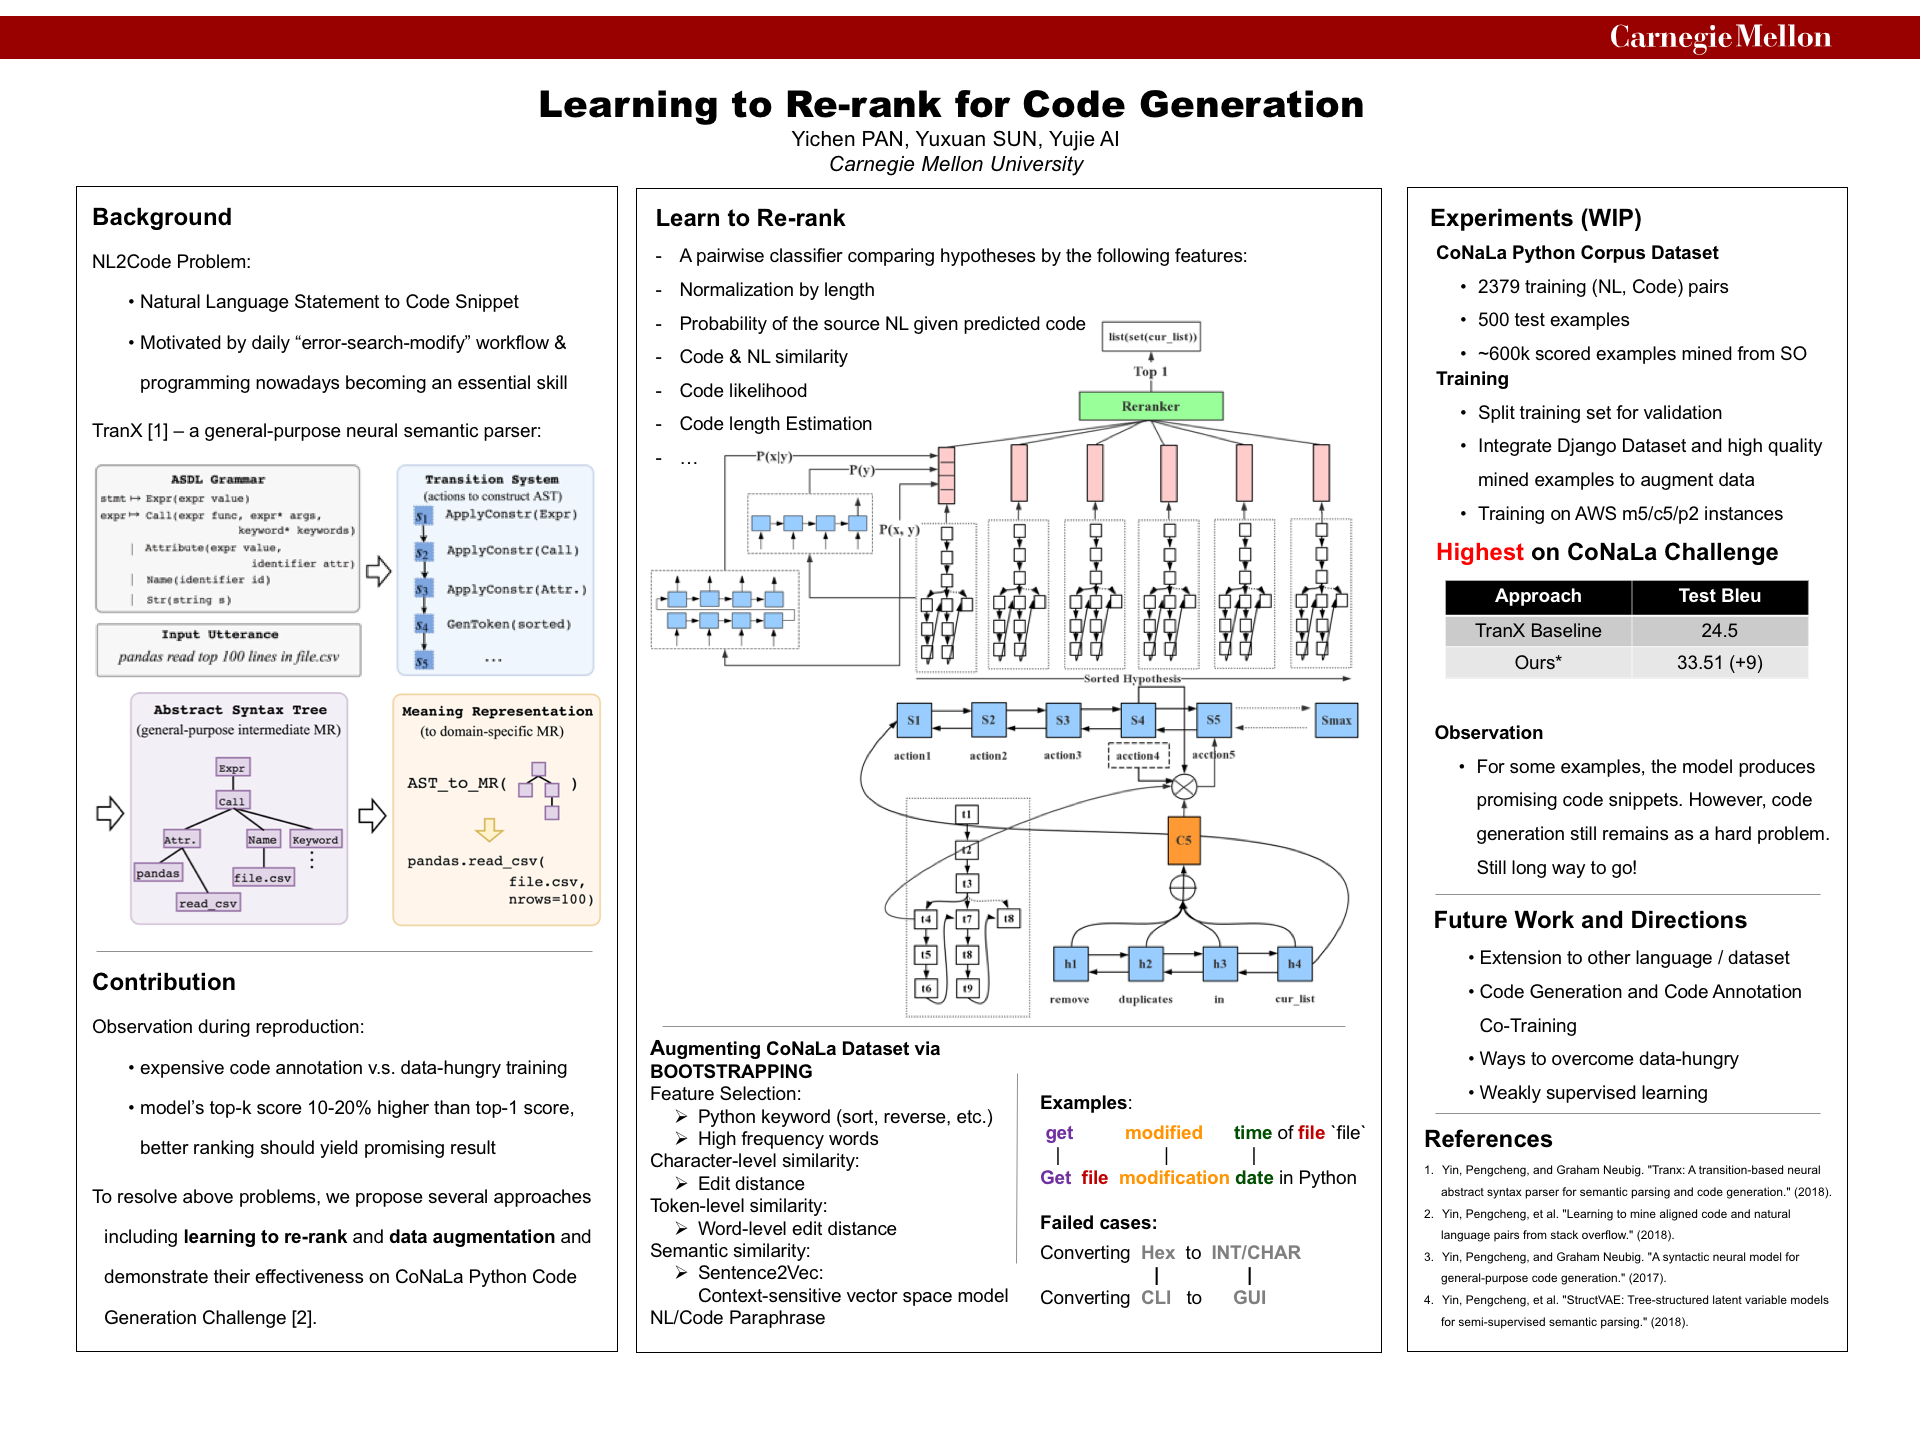 Carnegie Mellon
Learning to Re-rank for Code Generation
Yichen PAN, Yuxuan SUN, Yujie AI
Carnegie Mellon University
Background
NL2Code Problem:
• Natural Language Statement to Code Snippet
• Motivated by daily “error-search-modify” workflow &
programming nowadays becoming an essential skill
TranX [1] – a general-purpose neural semantic parser:
ASDL Grammar
stmt ↦ Expr(expr value)
expr ↦ Call(expr func, expr* args,
keyword* keywords)
| Attribute(expr value,
identifier attr)
| Name(identifier id)
| Str(string s)
Input Utterance
pandas read top 100 lines in file.csv
Transition System
(actions to construct AST)
s1 ApplyConstr(Expr)
s2 ApplyConstr(Call)
s3 ApplyConstr(Attr.)
s4 GenToken(sorted)
s5 ...
Abstract Syntax Tree
(general-purpose intermediate MR)
Expr
Call
Attr. Name Keyword
pandas file.csv
read_csv
Meaning Representation
(to domain-specific MR)
AST_to_MR( )
pandas.read_csv(
file.csv,
nrows=100)
Contribution
Observation during reproduction:
• expensive code annotation v.s. data-hungry training
• model’s top-k score 10-20% higher than top-1 score,
better ranking should yield promising result
To resolve above problems, we propose several approaches
including learning to re-rank and data augmentation and
demonstrate their effectiveness on CoNaLa Python Code
Generation Challenge [2].
Learn to Re-rank
- A pairwise classifier comparing hypotheses by the following features:
- Normalization by length
- Probability of the source NL given predicted code
- Code & NL similarity
- Code likelihood
- Code length Estimation
- …
list(set(cur_list))
Top 1
Reranker
P(x|y)
P(y)
P(x, y)
Sorted Hypothesis
S1 S2 S3 S4 S5 Smax
action1 action2 action3 acction4 acction5
t1
t2
t3
t4 t7 t8
t5 t8
t6 t9
C5
h1 h2 h3 h4
remove duplicates in cur_list
Augmenting CoNaLa Dataset via
BOOTSTRAPPING
Feature Selection:
➢ Python keyword (sort, reverse, etc.)
➢ High frequency words
Character-level similarity:
➢ Edit distance
Token-level similarity:
➢ Word-level edit distance
Semantic similarity:
➢ Sentence2Vec:
Context-sensitive vector space model
NL/Code Paraphrase
Examples:
get modified time of file `file`
Get file modification date in Python
Failed cases:
Converting Hex to INT/CHAR
Converting CLI to GUI
Experiments (WIP)
CoNaLa Python Corpus Dataset
• 2379 training (NL, Code) pairs
• 500 test examples
• ~600k scored examples mined from SO
Training
• Split training set for validation
• Integrate Django Dataset and high quality
mined examples to augment data
• Training on AWS m5/c5/p2 instances
Highest on CoNaLa Challenge
Approach Test Bleu
TranX Baseline 24.5
Ours* 33.51 (+9)
Observation
• For some examples, the model produces
promising code snippets. However, code
generation still remains as a hard problem.
Still long way to go!
Future Work and Directions
• Extension to other language / dataset
• Code Generation and Code Annotation
Co-Training
• Ways to overcome data-hungry
• Weakly supervised learning
References
1. Yin, Pengcheng, and Graham Neubig. "Tranx: A transition-based neural
abstract syntax parser for semantic parsing and code generation." (2018).
2. Yin, Pengcheng, et al. "Learning to mine aligned code and natural
language pairs from stack overflow." (2018).
3. Yin, Pengcheng, and Graham Neubig. "A syntactic neural model for
general-purpose code generation." (2017).
4. Yin, Pengcheng, et al. "StructVAE: Tree-structured latent variable models
for semi-supervised semantic parsing." (2018).